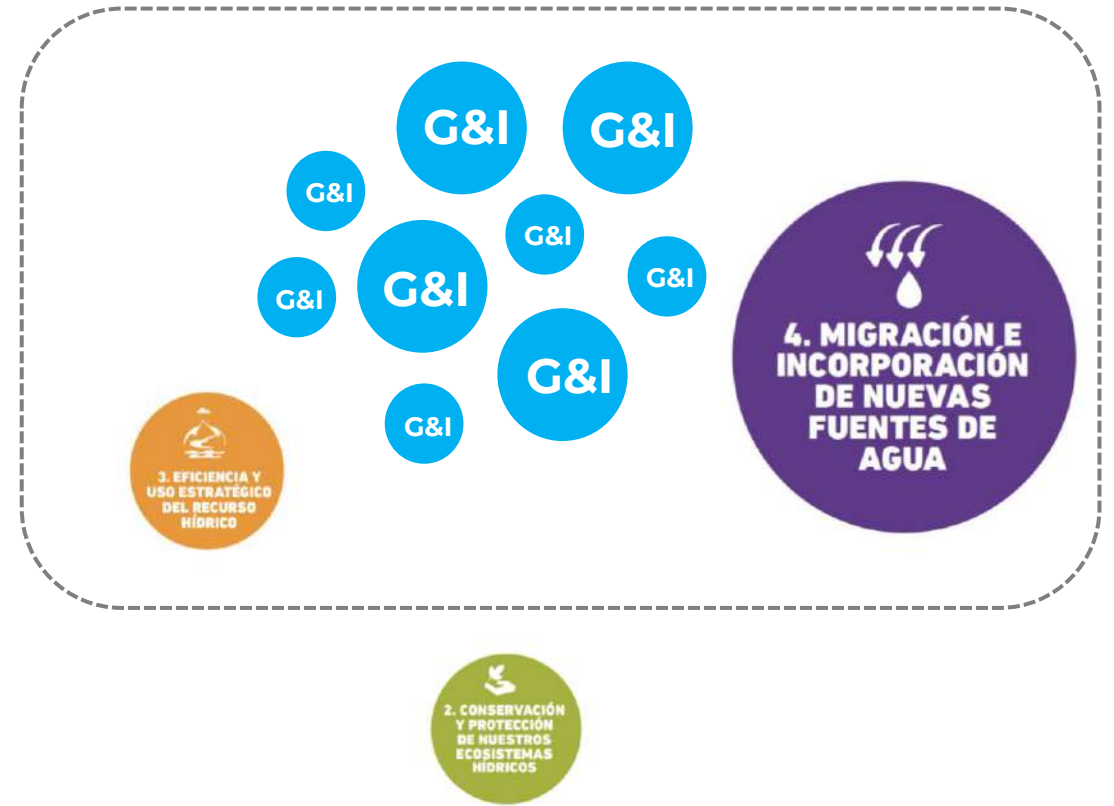 G&I
G&I
G&I
G&I
G&I
G&I
G&I
G&I
G&I
4. MIGRACIÓN E
INCORPORACIÓN
DE NUEVAS
FUENTES DE
AGUA
3. EFICIENCIA Y
USO ESTRATÉGICO
DEL RECURSO
HÍDRICO
2. CONSERVACIÓN
Y PROTECCIÓN
DE NUESTROS
ECOSISTEMAS
HÍDRICOS